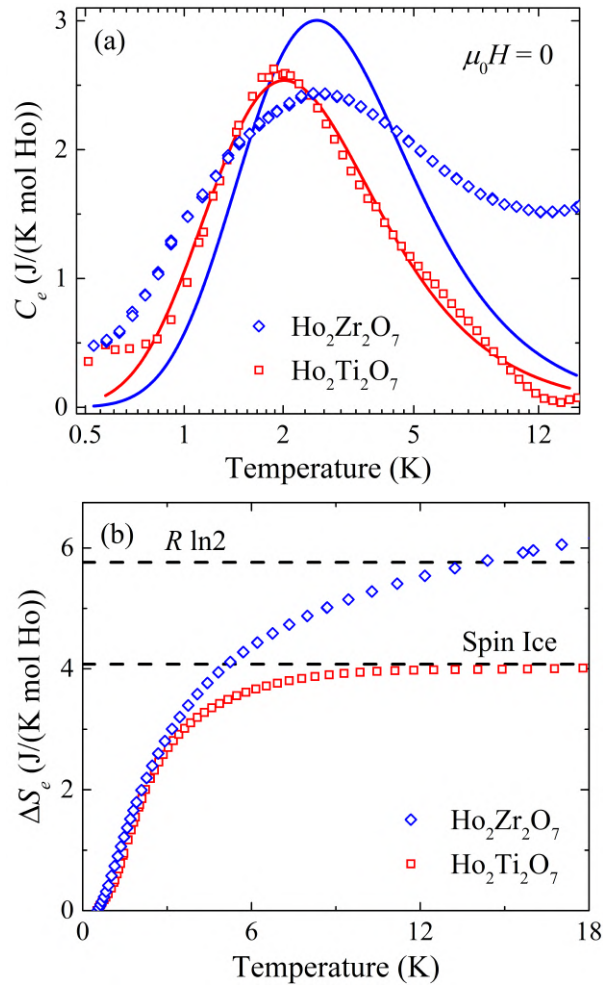 (a)
μ₀H = 0
3
2
1
0
Cₑ (J/(K mol Ho))
Ho₂Zr₂O₇
Ho₂Ti₂O₇
0.5 1 2 5 12
Temperature (K)
(b)
R ln2
Spin Ice
6
4
2
0
ΔSₑ (J/(K mol Ho))
Ho₂Zr₂O₇
Ho₂Ti₂O₇
0 6 12 18
Temperature (K)